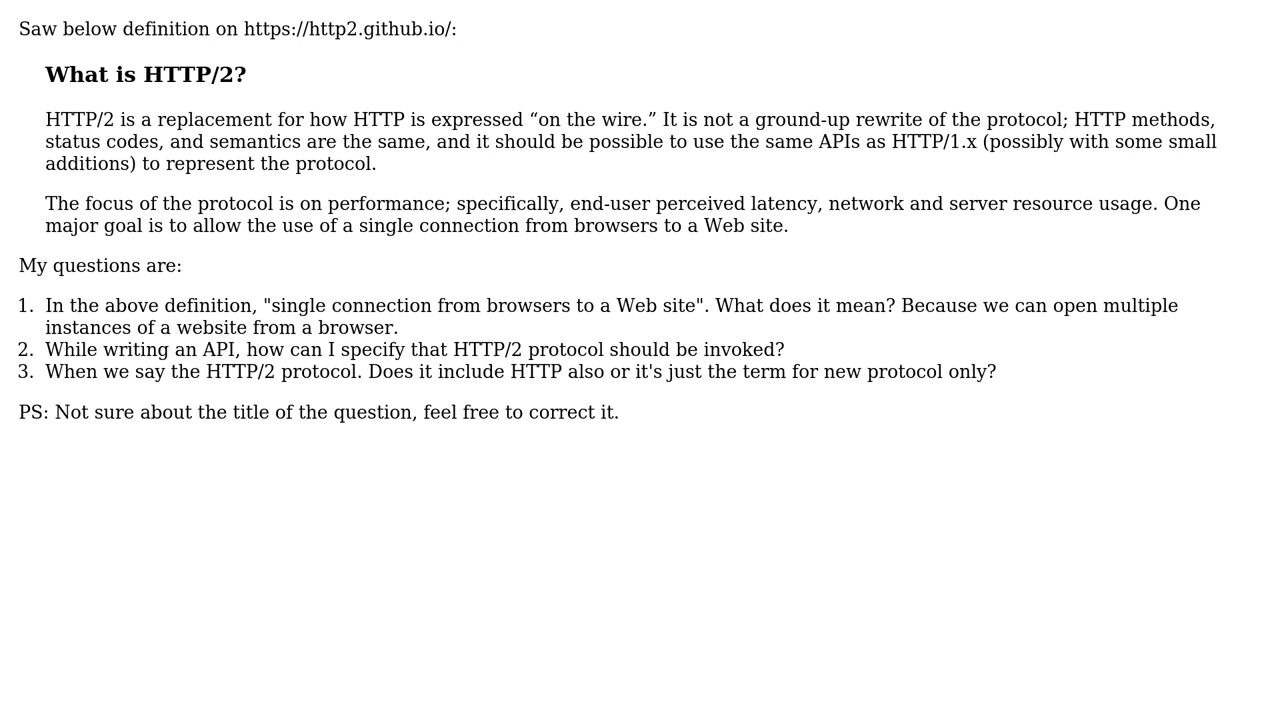 Saw below definition on https://http2.github.io/:
What is HTTP/2?
HTTP/2 is a replacement for how HTTP is expressed “on the wire.” It is not a ground-up rewrite of the protocol; HTTP methods,
status codes, and semantics are the same, and it should be possible to use the same APIs as HTTP/1.x (possibly with some small
additions) to represent the protocol.
The focus of the protocol is on performance; specifically, end-user perceived latency, network and server resource usage. One
major goal is to allow the use of a single connection from browsers to a Web site.
My questions are:
1. In the above definition, "single connection from browsers to a Web site". What does it mean? Because we can open multiple
instances of a website from a browser.
2. While writing an API, how can I specify that HTTP/2 protocol should be invoked?
3. When we say the HTTP/2 protocol. Does it include HTTP also or it's just the term for new protocol only?
PS: Not sure about the title of the question, feel free to correct it.